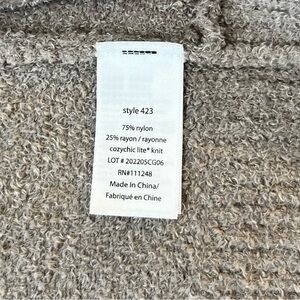 style 423
75% nylon
25% rayon / rayonne
cozychic lite* knit
LOT # 202205CG06
RN#111248
Made In China/
Fabriqué en Chine